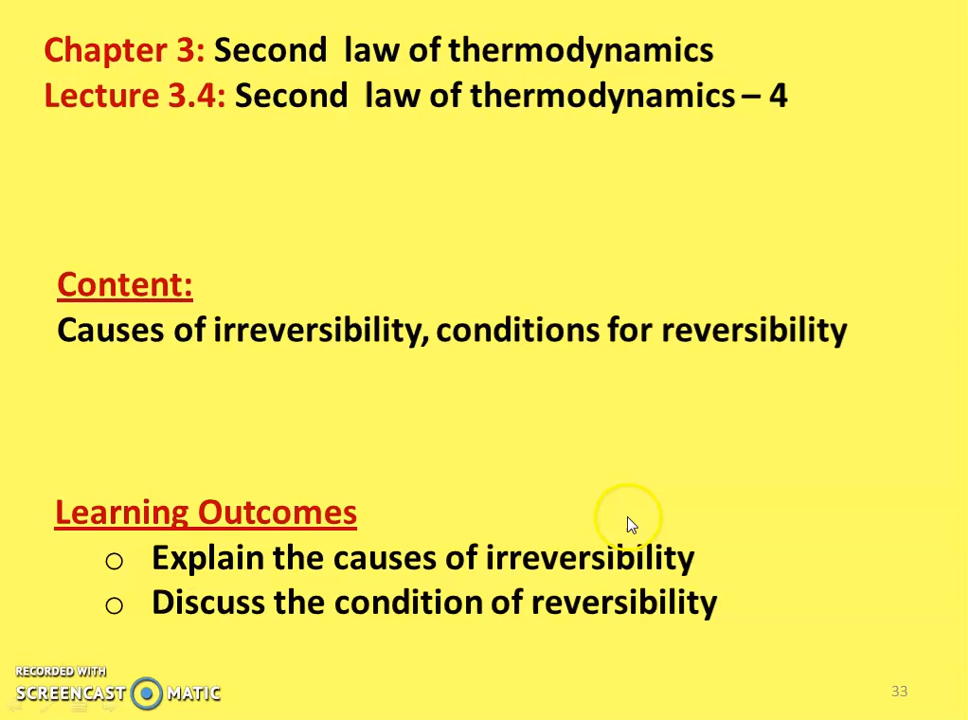 Chapter 3: Second law of thermodynamics
Lecture 3.4: Second law of thermodynamics – 4
Content:
Causes of irreversibility, conditions for reversibility
Learning Outcomes
o Explain the causes of irreversibility
o Discuss the condition of reversibility
RECORDED WITH
SCREENCAST MATIC
33